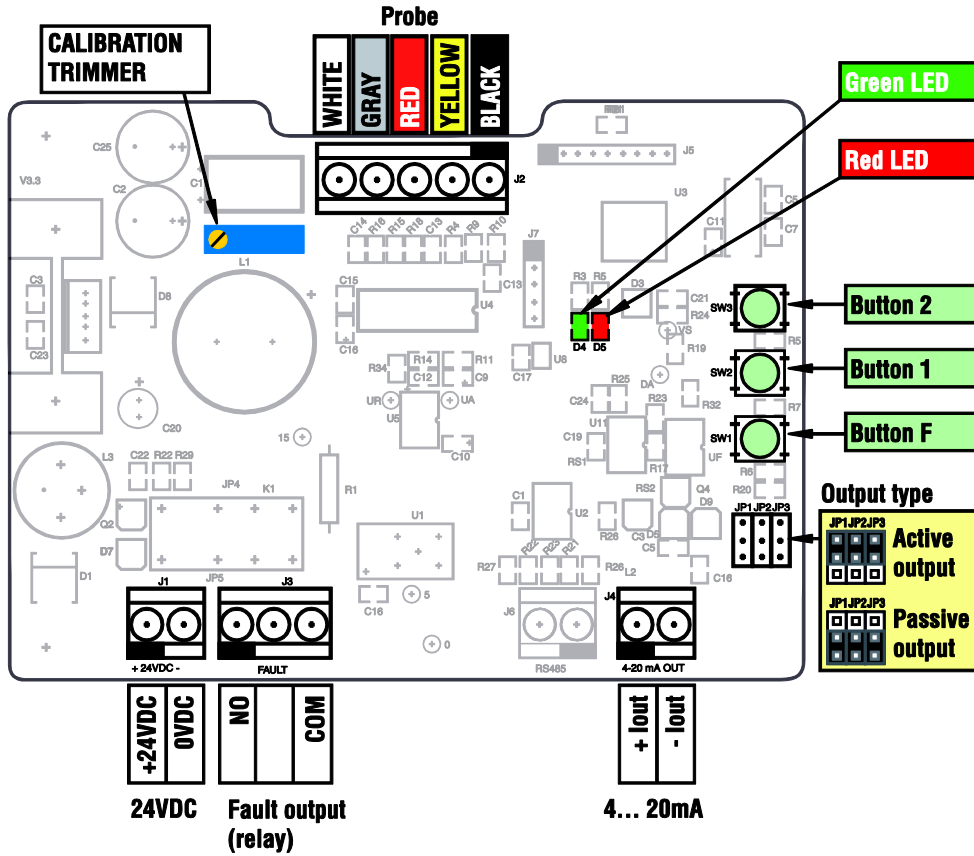 Probe
CALIBRATION
TRIMMER
WHITE
GRAY
RED
YELLOW
BLACK
Green LED
Red LED
C25
V3.3
C2
C1
J2
J5
U3
C5
C7
C11
C14
R16
R15
R18
C13
R4
R9
R10
J7
L1
C3
C23
D8
C15
C16
U4
C13
R3
R5
D3
C21
R24
VS
D4
D5
SW3
Button 2
R5
R19
R34
R14
C12
R11
C9
C17
U8
DA
SW2
Button 1
UR
U5
UA
C24
R25
R23
R32
R7
C20
15
C10
C19
RS1
U11
R17
UF
SW1
Button F
L3
C22
R22
R29
JP4
K1
R1
R6
R20
RS2
Q4
D9
Output type
Q2
D7
U1
C1
U2
R26
C3
D5
C5
JP1
JP2
JP3
JP1
JP2
JP3
Active
output
D1
JP5
R27
R22
R23
R21
R26
L2
C16
C16
5
J1
J3
J6
J4
JP1
JP2
JP3
Passive
output
0
+ 24VDC -
FAULT
RS485
4-20 mA OUT
+24VDC
0VDC
NO
COM
+ Iout
- Iout
24VDC
Fault output
(relay)
4... 20mA